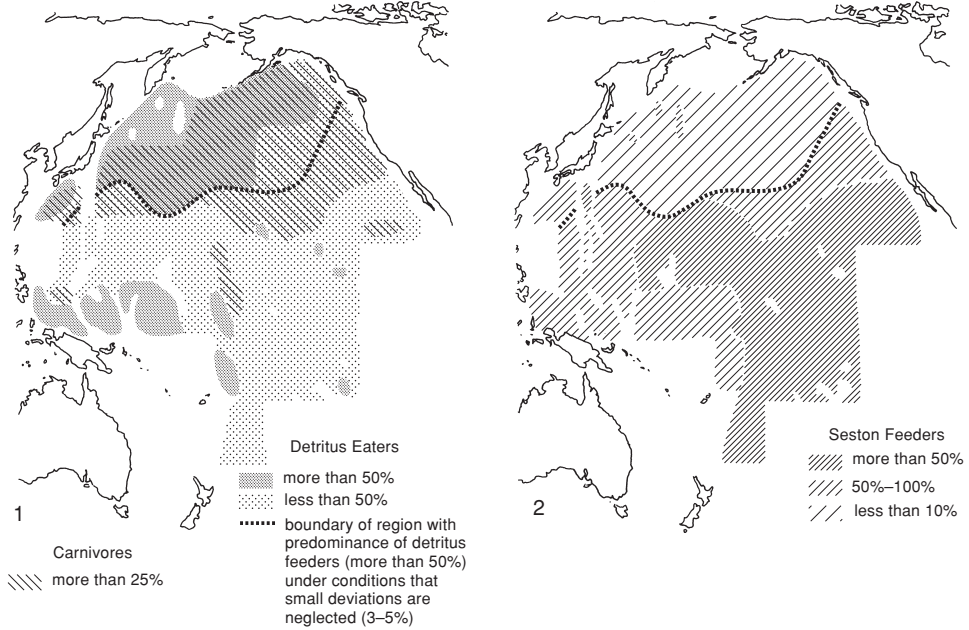 Detritus Eaters
more than 50%
less than 50%
boundary of region with
predominance of detritus
feeders (more than 50%)
under conditions that
small deviations are
neglected (3–5%)
1
Carnivores
more than 25%
Seston Feeders
more than 50%
50%–100%
less than 10%
2